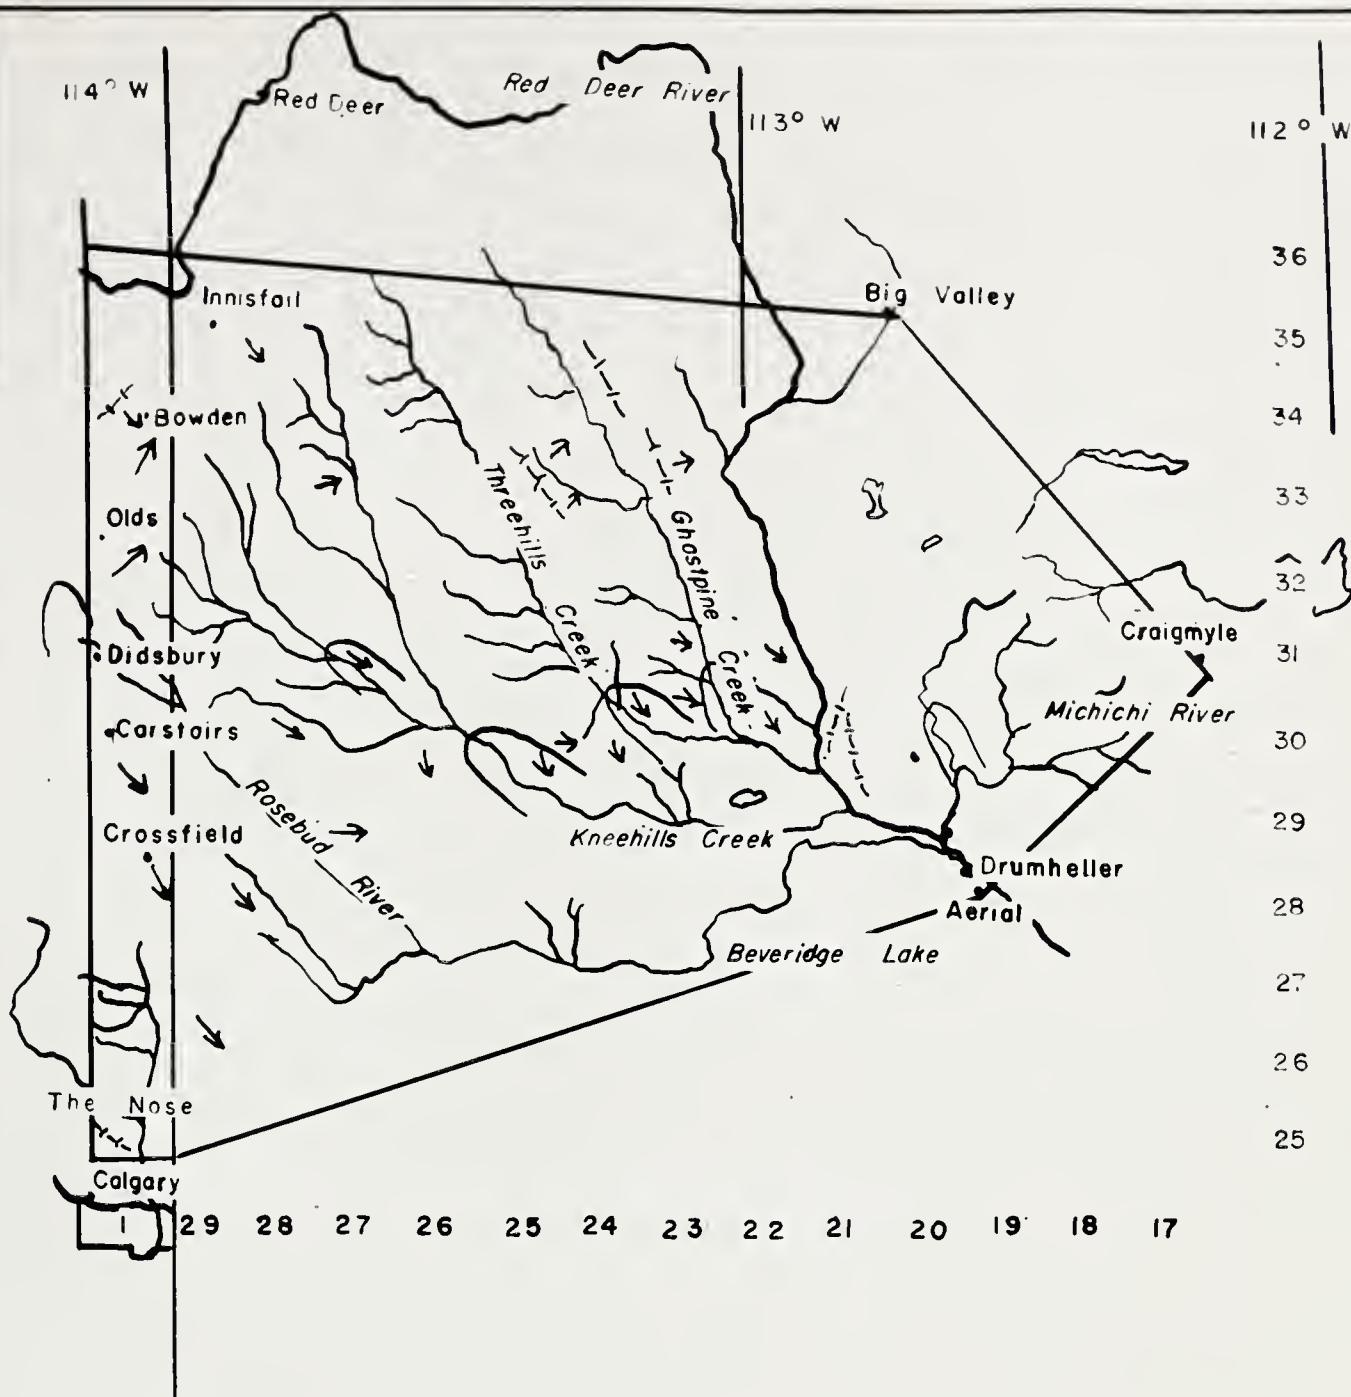 114° W
Red Deer
Red Deer River
113° W
112° W
36
Big Valley
Innisfail
35
Bowden
34
Threehills Creek
33
Olds
Ghostpine Creek
32
Craigmyle
Didsbury
31
Michichi River
Carstairs
30
Rosebud River
Crossfield
29
Kneehills Creek
Drumheller
28
Aerial
Beveridge Lake
27
26
The Nose
25
Calgary
1 29 28 27 26 25 24 23 22 21 20 19 18 17